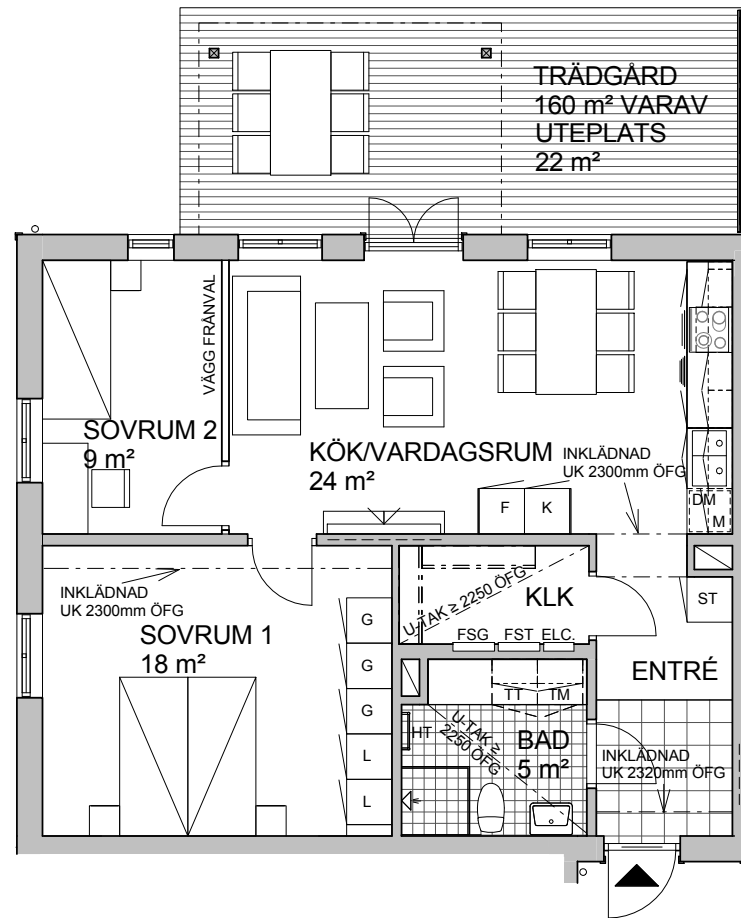 TRÄDGÅRD
160 m² VARAV
UTEPLATS
22 m²
VÄGG FRÅNVAL
SOVRUM 2
9 m²
KÖK/VARDAGSRUM
24 m²
INKLÄDNAD
UK 2300mm ÖFG
F
K
DM
M
INKLÄDNAD
UK 2300mm ÖFG
SOVRUM 1
18 m²
G
G
G
L
L
U-TAK ≥ 2250 ÖFG
KLK
FSG
FST
ELC.
ST
ENTRÉ
TT
TM
HT
U-TAK ≥
2250 ÖFG
BAD
5 m²
INKLÄDNAD
UK 2320mm ÖFG